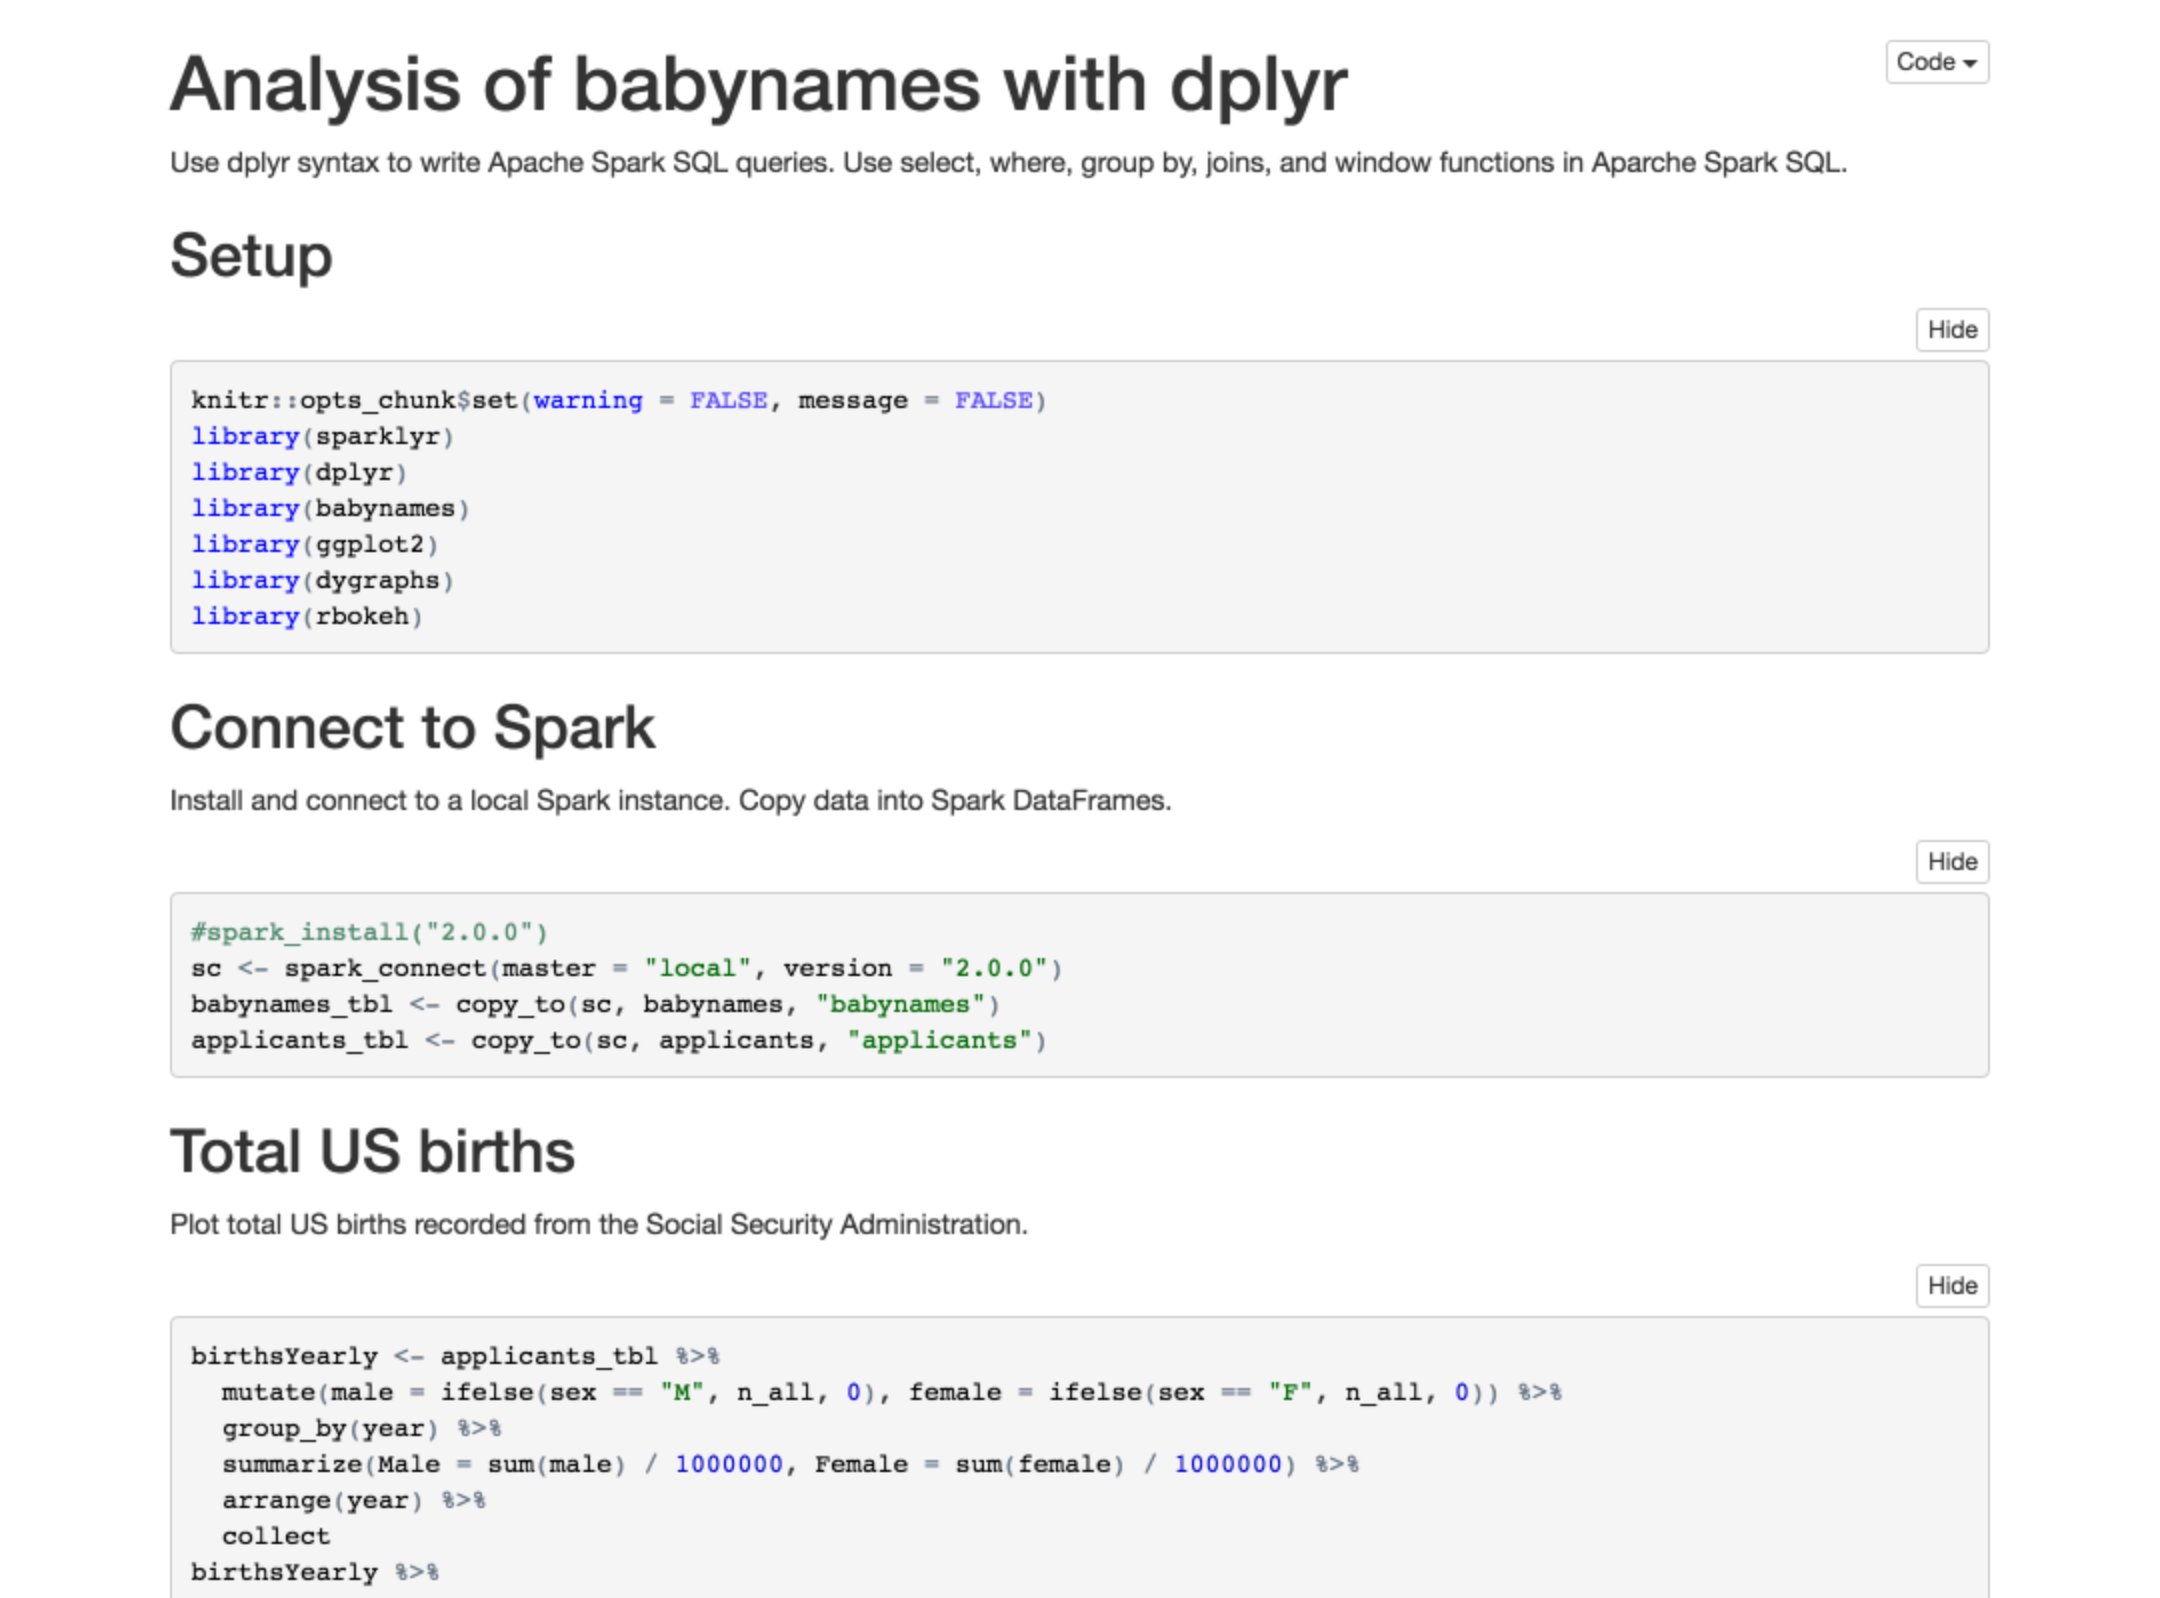 Analysis of babynames with dplyr
Code
Use dplyr syntax to write Apache Spark SQL queries. Use select, where, group by, joins, and window functions in Aparche Spark SQL.
Setup
Hide
knitr::opts_chunk$set(warning = FALSE, message = FALSE)
library(sparklyr)
library(dplyr)
library(babynames)
library(ggplot2)
library(dygraphs)
library(rbokeh)
Connect to Spark
Install and connect to a local Spark instance. Copy data into Spark DataFrames.
Hide
#spark_install("2.0.0")
sc <- spark_connect(master = "local", version = "2.0.0")
babynames_tbl <- copy_to(sc, babynames, "babynames")
applicants_tbl <- copy_to(sc, applicants, "applicants")
Total US births
Plot total US births recorded from the Social Security Administration.
Hide
birthsYearly <- applicants_tbl %>%
  mutate(male = ifelse(sex == "M", n_all, 0), female = ifelse(sex == "F", n_all, 0)) %>%
  group_by(year) %>%
  summarize(Male = sum(male) / 1000000, Female = sum(female) / 1000000) %>%
  arrange(year) %>%
  collect
birthsYearly %>%